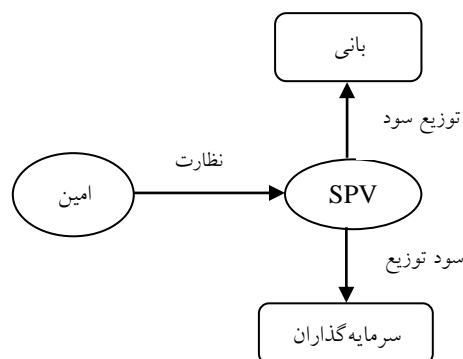 بانی
توزیع سود
نظارت
امین
SPV
سود توزیع
سرمایه‌گذاران